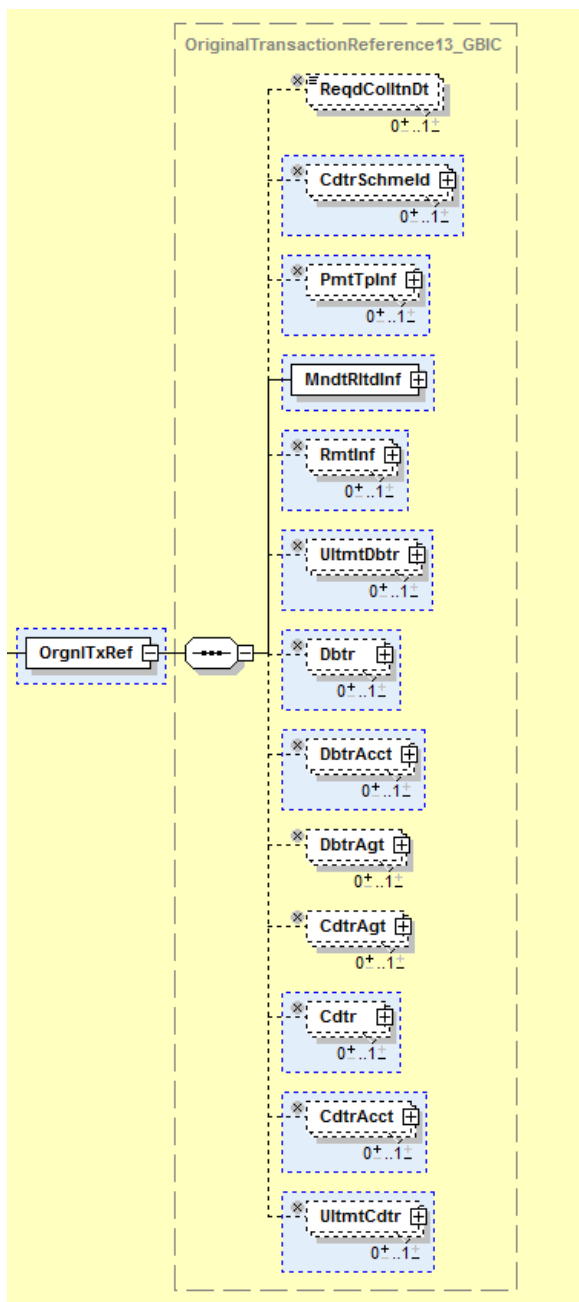 OriginalTransactionReference13_GBIC
ReqdColltnDt
0..1
CdtrSchmeId
0..1
PmtTpInf
0..1
MndtRltdInf
RmtInf
0..1
UltmtDbtr
0..1
OrgnlTxRef
Dbtr
0..1
DbtrAcct
0..1
DbtrAgt
0..1
CdtrAgt
0..1
Cdtr
0..1
CdtrAcct
0..1
UltmtCdtr
0..1